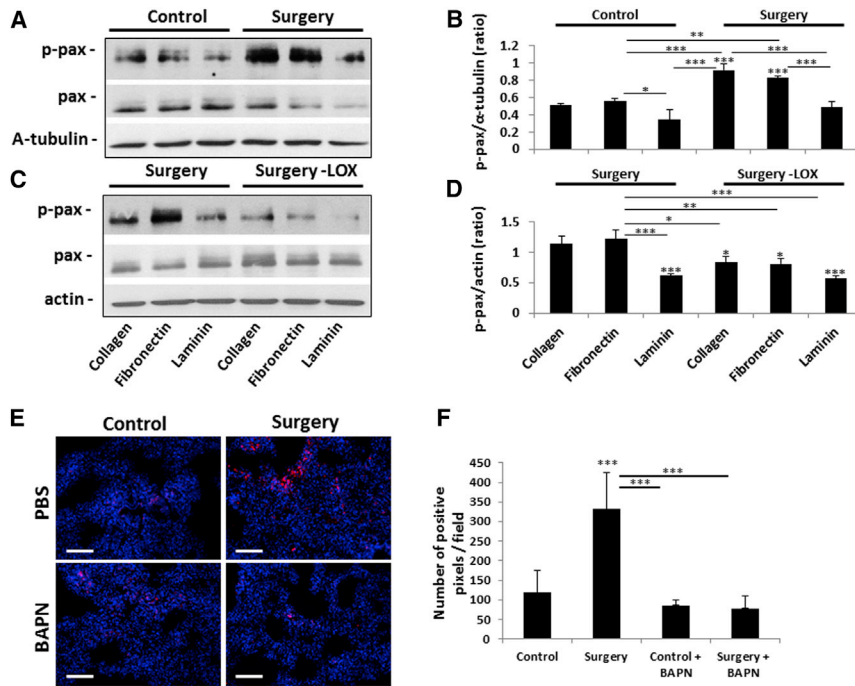 A
Control Surgery
p-pax -
pax -
A-tubulin -
B
Control Surgery
p-pax/α-tubulin (ratio)
1.2
1
0.8
0.6
0.4
0.2
0
*
***
***
**
***
***
***
***
C
Surgery Surgery -LOX
p-pax -
pax -
actin -
Collagen
Fibronectin
Laminin
Collagen
Fibronectin
Laminin
D
Surgery Surgery -LOX
p-pax/actin (ratio)
1.5
1
0.5
0
***
**
*
***
***
*
*
***
Collagen
Fibronectin
Laminin
Collagen
Fibronectin
Laminin
E
Control Surgery
PBS
BAPN
F
Number of positive
pixels / field
450
400
350
300
250
200
150
100
50
0
***
***
***
Control
Surgery
Control +
BAPN
Surgery +
BAPN